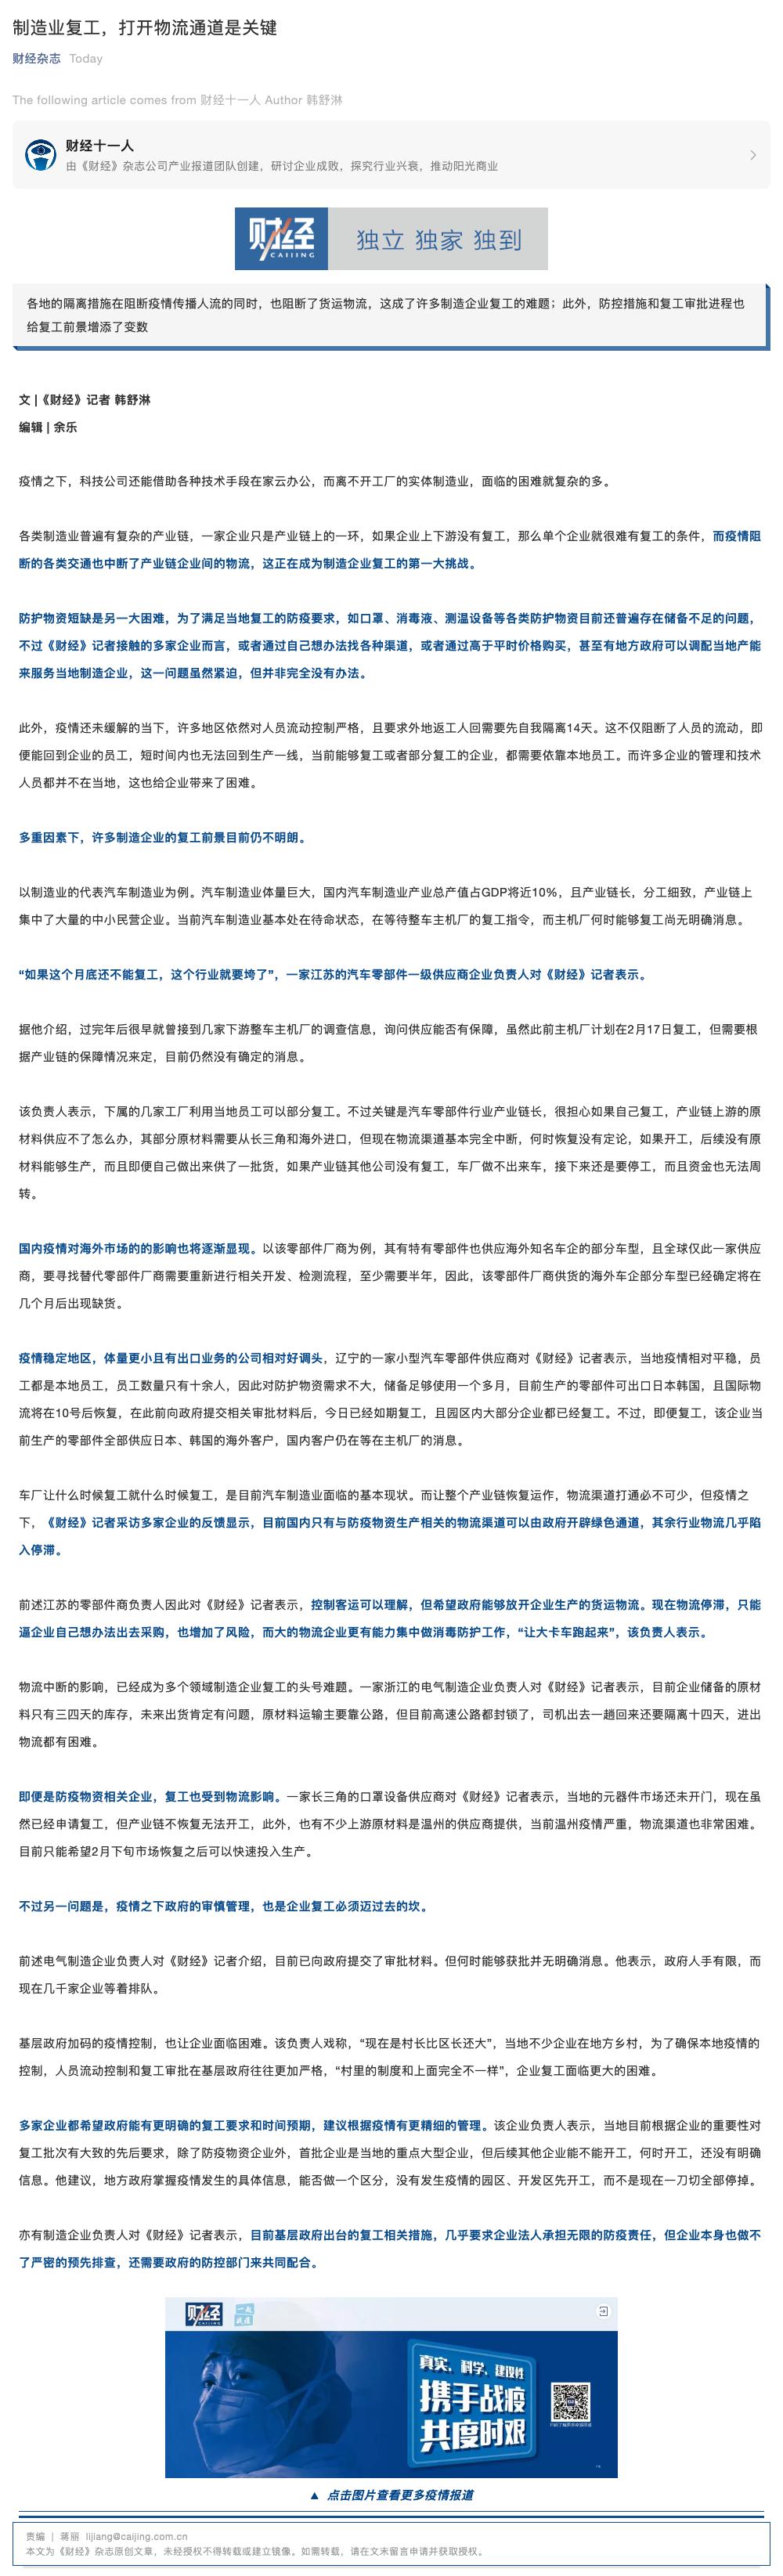 制造业复工，打开物流通道是关键
财经杂志 Today
The following article comes from 财经十一人 Author 韩舒淋
财经十一人
由《财经》杂志公司产业报道团队创建，研讨企业成败，探究行业兴衰，推动阳光商业
财经 CAIJING 独立 独家 独到
各地的隔离措施在阻断疫情传播人流的同时，也阻断了货运物流，这成了许多制造企业复工的难题；此外，防控措施和复工审批进程也
给复工前景增添了变数
文 |《财经》记者 韩舒淋
编辑 | 余乐
疫情之下，科技公司还能借助各种技术手段在家云办公，而离不开工厂的实体制造业，面临的困难就复杂的多。
各类制造业普遍有复杂的产业链，一家企业只是产业链上的一环，如果企业上下游没有复工，那么单个企业就很难有复工的条件，而疫情阻
断的各类交通也中断了产业链企业间的物流，这正在成为制造企业复工的第一大挑战。
防护物资短缺是另一大困难，为了满足当地复工的防疫要求，如口罩、消毒液、测温设备等各类防护物资目前还普遍存在储备不足的问题，
不过《财经》记者接触的多家企业而言，或者通过自己想办法找各种渠道，或者通过高于平时价格购买，甚至有地方政府可以调配当地产能
来服务当地制造企业，这一问题虽然紧迫，但并非完全没有办法。
此外，疫情还未缓解的当下，许多地区依然对人员流动控制严格，且要求外地返工人回需要先自我隔离14天。这不仅阻断了人员的流动，即
便能回到企业的员工，短时间内也无法回到生产一线，当前能够复工或者部分复工的企业，都需要依靠本地员工。而许多企业的管理和技术
人员都并不在当地，这也给企业带来了困难。
多重因素下，许多制造企业的复工前景目前仍不明朗。
以制造业的代表汽车制造业为例。汽车制造业体量巨大，国内汽车制造业产业总产值占GDP将近10%，且产业链长，分工细致，产业链上
集中了大量的中小民营企业。当前汽车制造业基本处在待命状态，在等待整车主机厂的复工指令，而主机厂何时能够复工尚无明确消息。
“如果这个月底还不能复工，这个行业就要垮了”，一家江苏的汽车零部件一级供应商企业负责人对《财经》记者表示。
据他介绍，过完年后很早就曾接到几家下游整车主机厂的调查信息，询问供应能否有保障，虽然此前主机厂计划在2月17日复工，但需要根
据产业链的保障情况来定，目前仍然没有确定的消息。
该负责人表示，下属的几家工厂利用当地员工可以部分复工。不过关键是汽车零部件行业产业链长，很担心如果自己复工，产业链上游的原
材料供应不了怎么办，其部分原材料需要从长三角和海外进口，但现在物流渠道基本完全中断，何时恢复没有定论，如果开工，后续没有原
材料能够生产，而且即便自己做出来供了一批货，如果产业链其他公司没有复工，车厂做不出来车，接下来还是要停工，而且资金也无法周
转。
国内疫情对海外市场的的影响也将逐渐显现。以该零部件厂商为例，其有特有零部件也供应海外知名车企的部分车型，且全球仅此一家供应
商，要寻找替代零部件厂商需要重新进行相关开发、检测流程，至少需要半年，因此，该零部件厂商供货的海外车企部分车型已经确定将在
几个月后出现缺货。
疫情稳定地区，体量更小且有出口业务的公司相对好调头，辽宁的一家小型汽车零部件供应商对《财经》记者表示，当地疫情相对平稳，员
工都是本地员工，员工数量只有十余人，因此对防护物资需求不大，储备足够使用一个多月，目前生产的零部件可出口日本韩国，且国际物
流将在10号后恢复，在此前向政府提交相关审批材料后，今日已经如期复工，且园区内大部分企业都已经复工。不过，即便复工，该企业当
前生产的零部件全部供应日本、韩国的海外客户，国内客户仍在等在主机厂的消息。
车厂让什么时候复工就什么时候复工，是目前汽车制造业面临的基本现状。而让整个产业链恢复运作，物流渠道打通必不可少，但疫情之
下，《财经》记者采访多家企业的反馈显示，目前国内只有与防疫物资生产相关的物流渠道可以由政府开辟绿色通道，其余行业物流几乎陷
入停滞。
前述江苏的零部件商负责人因此对《财经》记者表示，控制客运可以理解，但希望政府能够放开企业生产的货运物流。现在物流停滞，只能
逼企业自己想办法出去采购，也增加了风险，而大的物流企业更有能力集中做消毒防护工作，“让大卡车跑起来”，该负责人表示。
物流中断的影响，已经成为多个领域制造企业复工的头号难题。一家浙江的电气制造企业负责人对《财经》记者表示，目前企业储备的原材
料只有三四天的库存，未来出货肯定有问题，原材料运输主要靠公路，但目前高速公路都封锁了，司机出去一趟回来还要隔离十四天，进出
物流都有困难。
即便是防疫物资相关企业，复工也受到物流影响。一家长三角的口罩设备供应商对《财经》记者表示，当地的元器件市场还未开门，现在虽
然已经申请复工，但产业链不恢复无法开工，此外，也有不少上游原材料是温州的供应商提供，当前温州疫情严重，物流渠道也非常困难。
目前只能希望2月下旬市场恢复之后可以快速投入生产。
不过另一问题是，疫情之下政府的审慎管理，也是企业复工必须迈过去的坎。
前述电气制造企业负责人对《财经》记者介绍，目前已向政府提交了审批材料。但何时能够获批并无明确消息。他表示，政府人手有限，而
现在几千家企业等着排队。
基层政府加码的疫情控制，也让企业面临困难。该负责人戏称，“现在是村长比区长还大”，当地不少企业在地方乡村，为了确保本地疫情的
控制，人员流动控制和复工审批在基层政府往往更加严格，“村里的制度和上面完全不一样”，企业复工面临更大的困难。
多家企业都希望政府能有更明确的复工要求和时间预期，建议根据疫情有更精细的管理。该企业负责人表示，当地目前根据企业的重要性对
复工批次有大致的先后要求，除了防疫物资企业外，首批企业是当地的重点大型企业，但后续其他企业能不能开工，何时开工，还没有明确
信息。他建议，地方政府掌握疫情发生的具体信息，能否做一个区分，没有发生疫情的园区、开发区先开工，而不是现在一刀切全部停掉。
亦有制造企业负责人对《财经》记者表示，目前基层政府出台的复工相关措施，几乎要求企业法人承担无限的防疫责任，但企业本身也做不
了严密的预先排查，还需要政府的防控部门来共同配合。
财经 CAIJING
真实、科学、建设性
携手战疫
共度时艰
▲ 点击图片查看更多疫情报道
责编 | 蒋丽 lijiang@caijing.com.cn
本文为《财经》杂志原创文章，未经授权不得转载或建立镜像。如需转载，请在文末留言申请并获取授权。